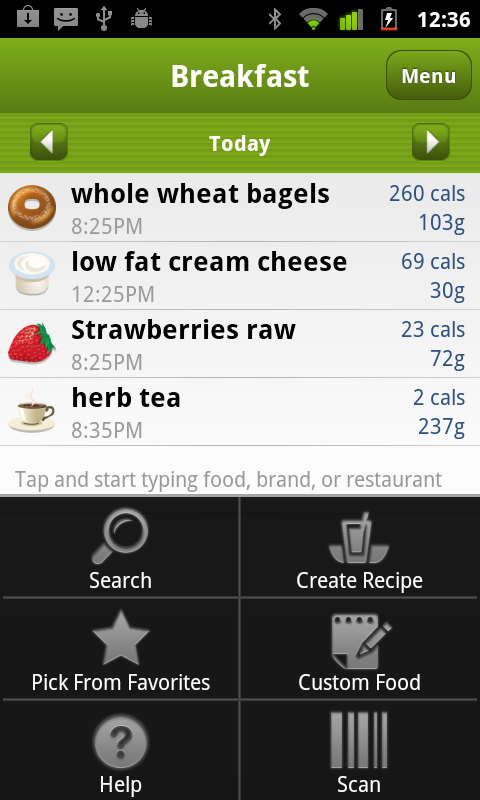 12:36
Breakfast
Menu
Today
whole wheat bagels
260 cals
8:25PM
103g
low fat cream cheese
69 cals
12:25PM
30g
Strawberries raw
23 cals
8:25PM
72g
herb tea
2 cals
8:35PM
237g
Tap and start typing food, brand, or restaurant
Search
Create Recipe
Pick From Favorites
Custom Food
Help
Scan